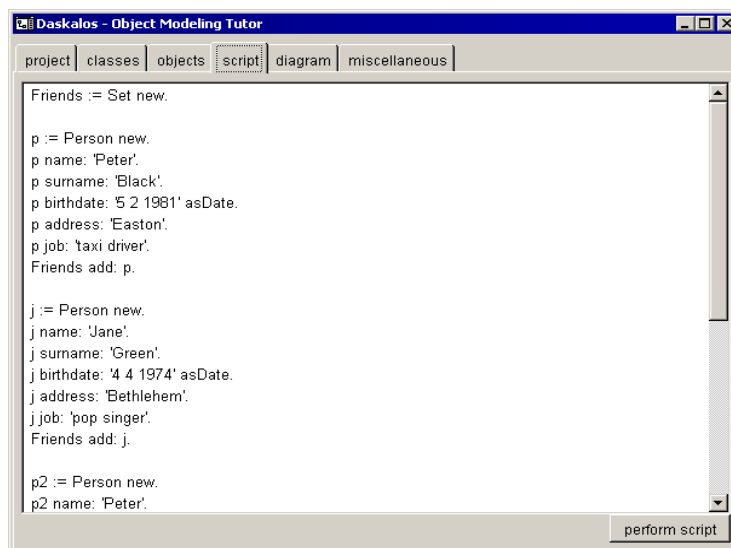 Daskalos - Object Modeling Tutor
project classes objects script diagram miscellaneous
Friends := Set new.
p := Person new.
p name: 'Peter'.
p surname: 'Black'.
p birthdate: '5 2 1981' asDate.
p address: 'Easton'.
p job: 'taxi driver'.
Friends add: p.
j := Person new.
j name: 'Jane'.
j surname: 'Green'.
j birthdate: '4 4 1974' asDate.
j address: 'Bethlehem'.
j job: 'pop singer'.
Friends add: j.
p2 := Person new.
p2 name: 'Peter'.
perform script